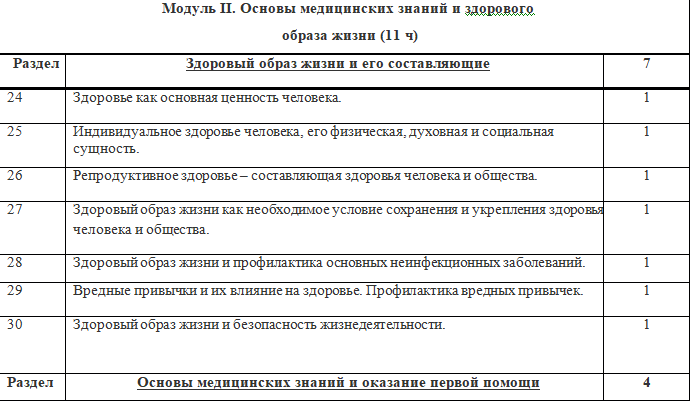 Модуль II. Основы медицинских знаний и здорового
образа жизни (11 ч)
Раздел Здоровый образ жизни и его составляющие 7
24 Здоровье как основная ценность человека. 1
25 Индивидуальное здоровье человека, его физическая, духовная и социальная 1
сущность.
26 Репродуктивное здоровье – составляющая здоровья человека и общества. 1
27 Здоровый образ жизни как необходимое условие сохранения и укрепления здоровья 1
человека и общества.
28 Здоровый образ жизни и профилактика основных неинфекционных заболеваний. 1
29 Вредные привычки и их влияние на здоровье. Профилактика вредных привычек. 1
30 Здоровый образ жизни и безопасность жизнедеятельности. 1
Раздел Основы медицинских знаний и оказание первой помощи 4